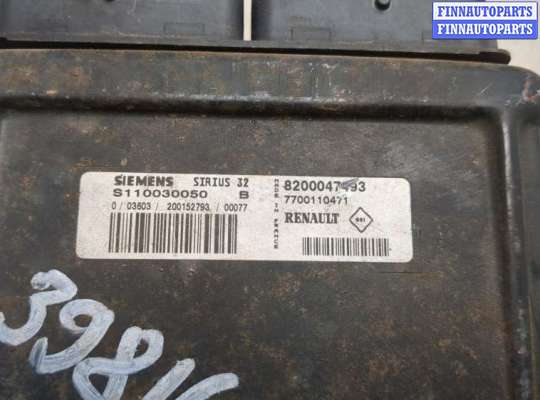 FINNAUTOPARTS
FINNAUTOPARTS
SIEMENS SIRIUS 32
S110030050 B
0 / 03603 / 200152793 / 00077
MADE IN FRANCE
8200047493
7700110471
RENAULT